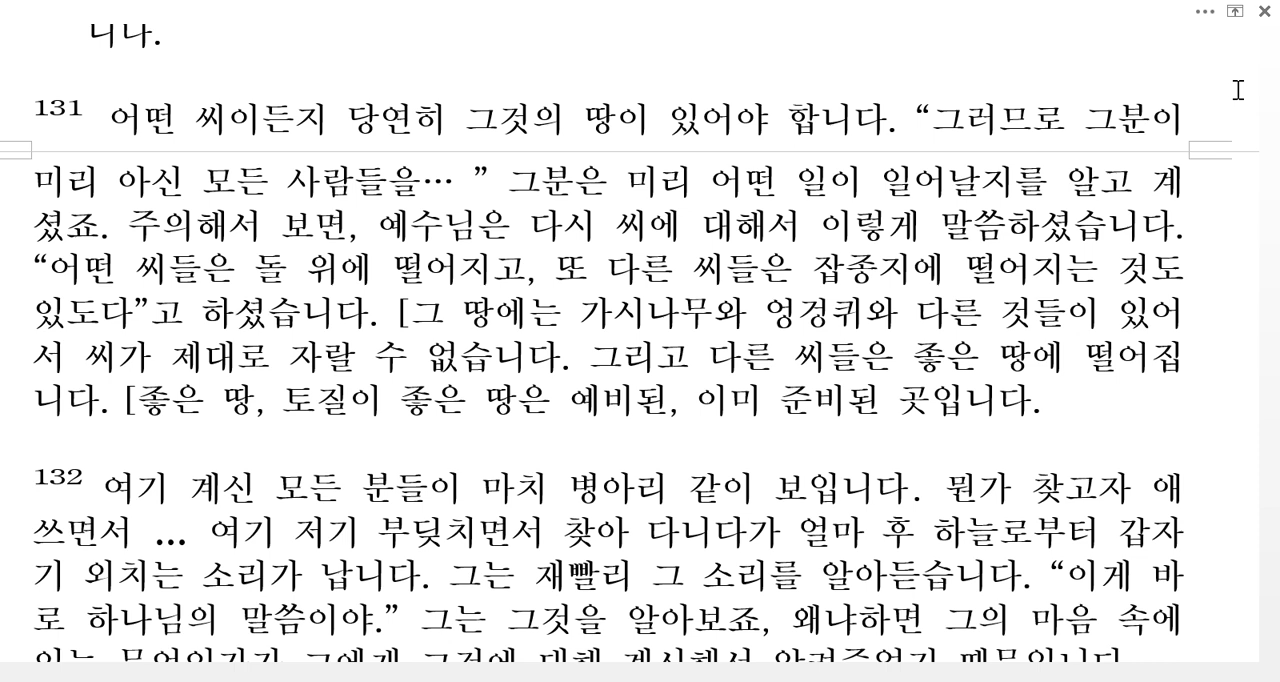 니나.
131 어떤 씨이든지 당연히 그것의 땅이 있어야 합니다. “그러므로 그분이
미리 아신 모든 사람들을… ” 그분은 미리 어떤 일이 일어날지를 알고 계
셨죠. 주의해서 보면, 예수님은 다시 씨에 대해서 이렇게 말씀하셨습니다.
“어떤 씨들은 돌 위에 떨어지고, 또 다른 씨들은 잡종지에 떨어지는 것도
있도다”고 하셨습니다. [그 땅에는 가시나무와 엉겅퀴와 다른 것들이 있어
서 씨가 제대로 자랄 수 없습니다. 그리고 다른 씨들은 좋은 땅에 떨어집
니다. [좋은 땅, 토질이 좋은 땅은 예비된, 이미 준비된 곳입니다.
132 여기 계신 모든 분들이 마치 병아리 같이 보입니다. 뭔가 찾고자 애
쓰면서 ... 여기 저기 부딪치면서 찾아 다니다가 얼마 후 하늘로부터 갑자
기 외치는 소리가 납니다. 그는 재빨리 그 소리를 알아듣습니다. “이게 바
로 하나님의 말씀이야.” 그는 그것을 알아보죠, 왜냐하면 그의 마음 속에